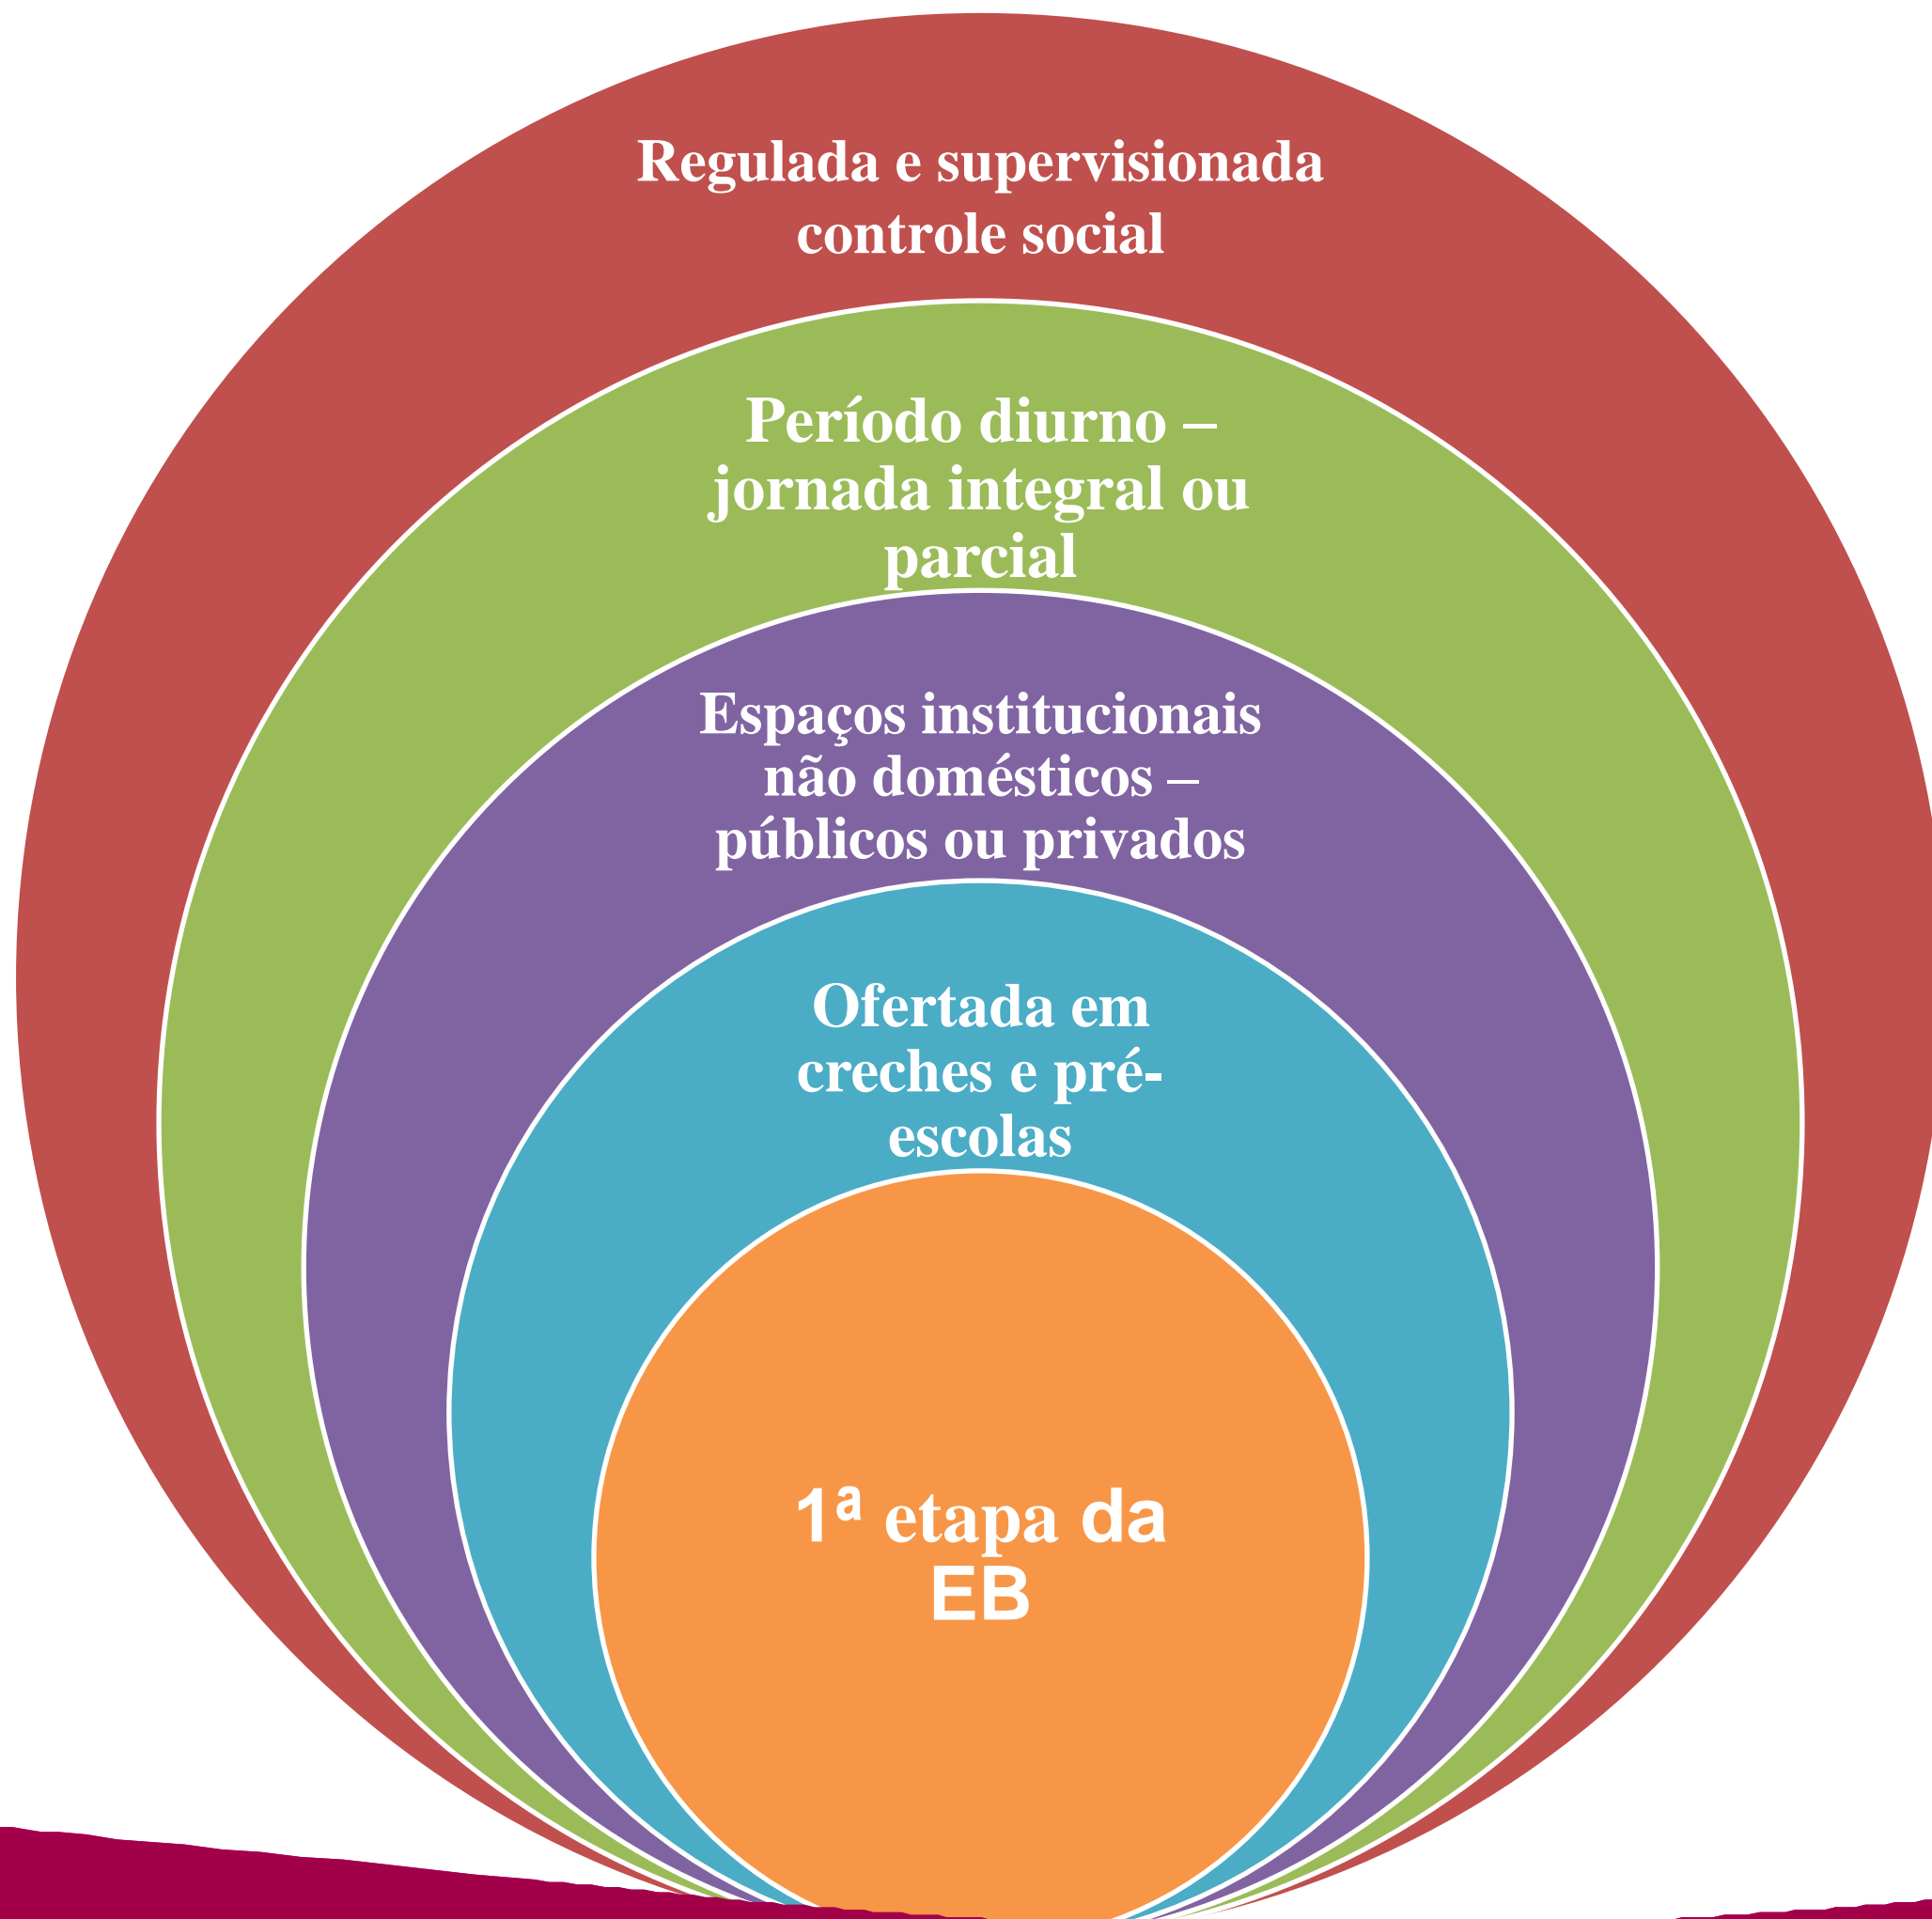 Regulada e supervisionada
controle social
Período diurno –
jornada integral ou
parcial
Espaços institucionais
não domésticos –
públicos ou privados
Ofertada em
creches e pré-
escolas
1ª etapa da
EB